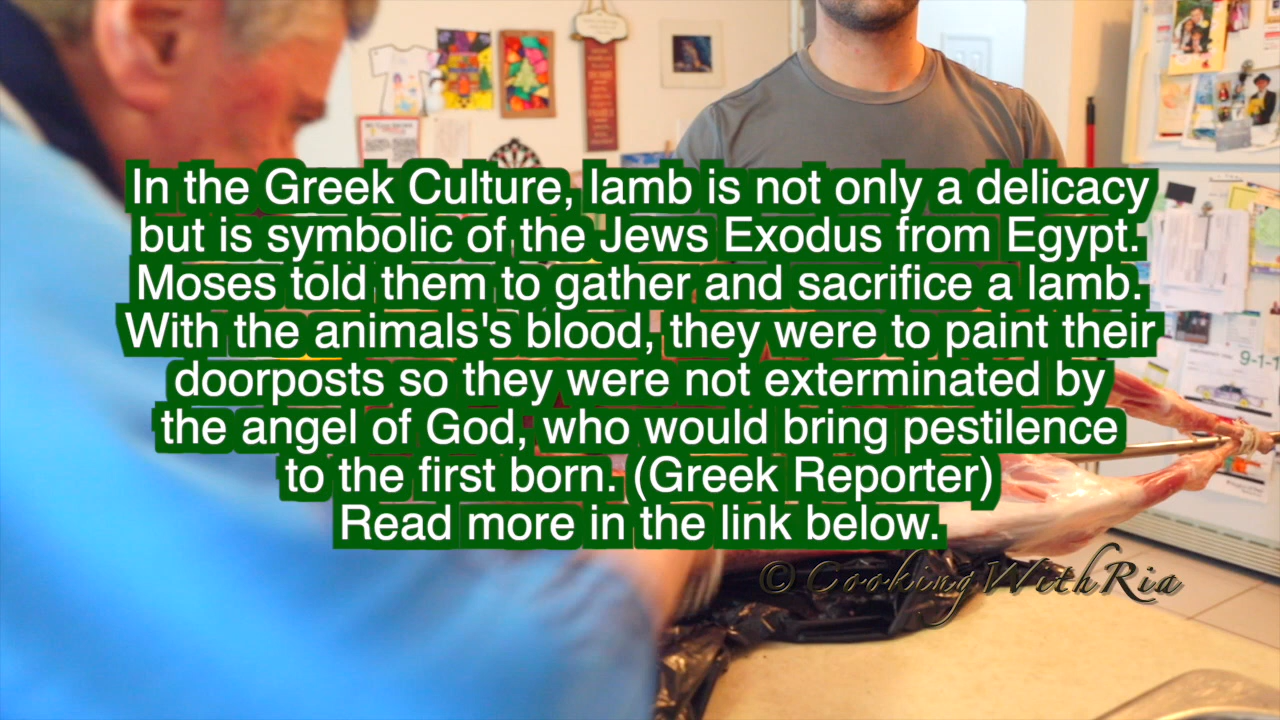 In the Greek Culture, lamb is not only a delicacy
but is symbolic of the Jews Exodus from Egypt.
Moses told them to gather and sacrifice a lamb.
With the animals's blood, they were to paint their
doorposts so they were not exterminated by
the angel of God, who would bring pestilence
to the first born. (Greek Reporter)
Read more in the link below.
© CookingWithRia
9-1-1